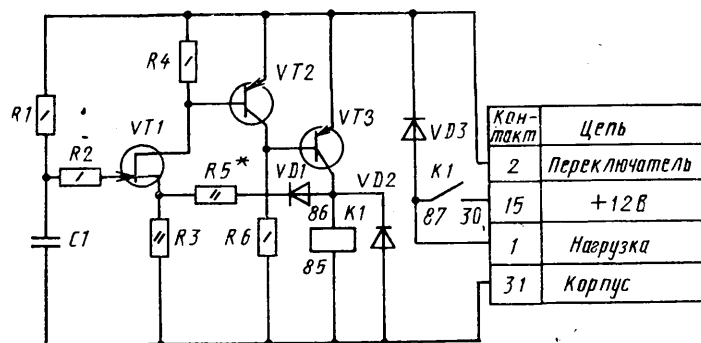 R4
VT2
R1
VT1
R2
R5*
VD1
VT3
VD2
VD3
K1
86
K1
87
30
C1
R3
R6
85
Кон-
такт
Цепь
2
Переключатель
15
+12В
1
Нагрузка
31
Корпус